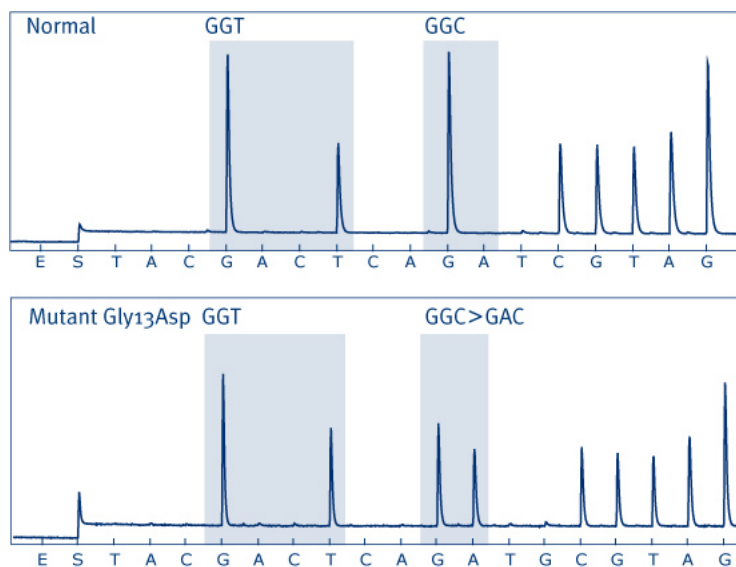 Normal GGT GGC
E S T A C G A C T C A G A T C G T A G
Mutant Gly13Asp GGT GGC>GAC
E S T A C G A C T C A G A T G C G T A G